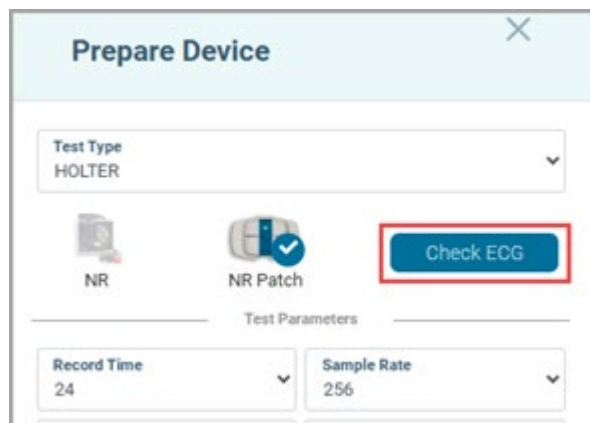 Prepare Device
Test Type
HOLTER
Check ECG
NR
NR Patch
Test Parameters
Record Time
24
Sample Rate
256